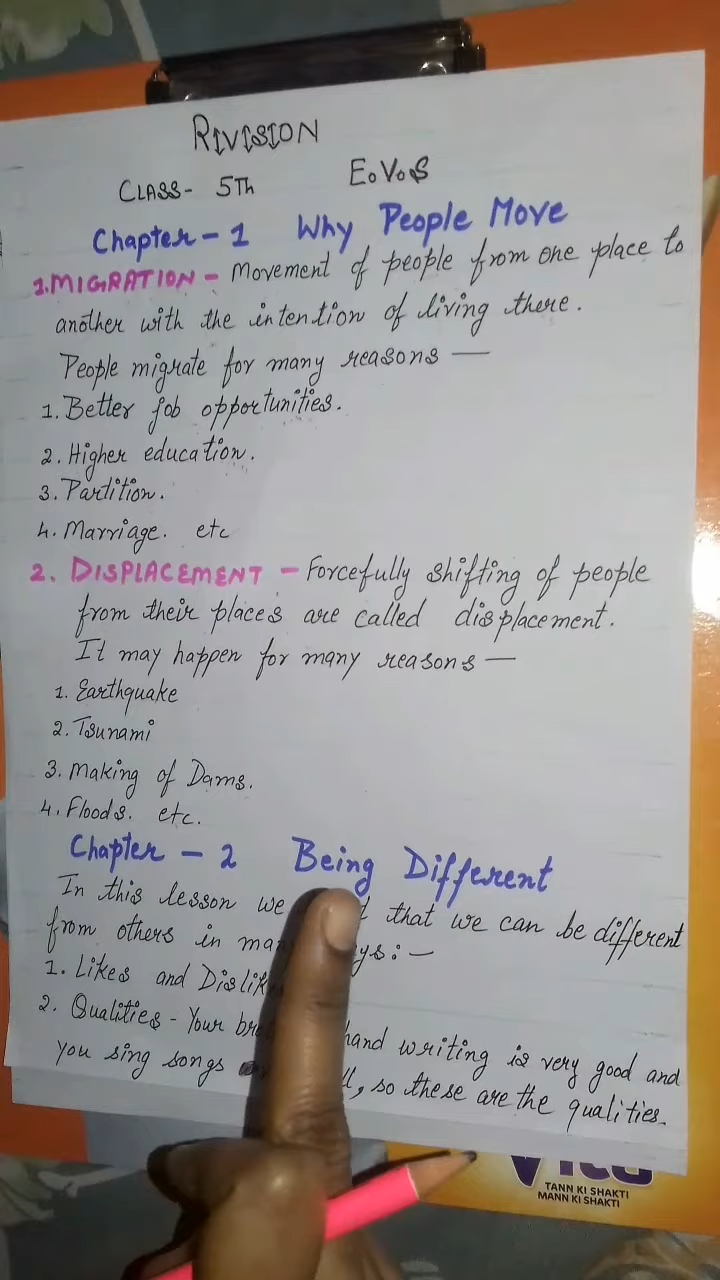 RIVISION
CLASS- 5TH E.V.S
Chapter-1 Why People Move
1.MIGRATION- Movement of people from one place to
another with the intention of living there.
People migrate for many reasons —
1. Better job opportunities.
2. Higher education.
3. Partition.
4. Marriage. etc
2. DISPLACEMENT - Forcefully shifting of people
from their places are called displacement.
It may happen for many reasons —
1. Earthquake
2. Tsunami
3. Making of Dams.
4. Floods. etc.
Chapter - 2 Being Different
In this lesson we that we can be different
from others in :-
1. Likes and
2. Qualities - Your hand writing is very good and
you sing songs , so these are the qualities.
TANN KI SHAKTI
MANN KI SHAKTI